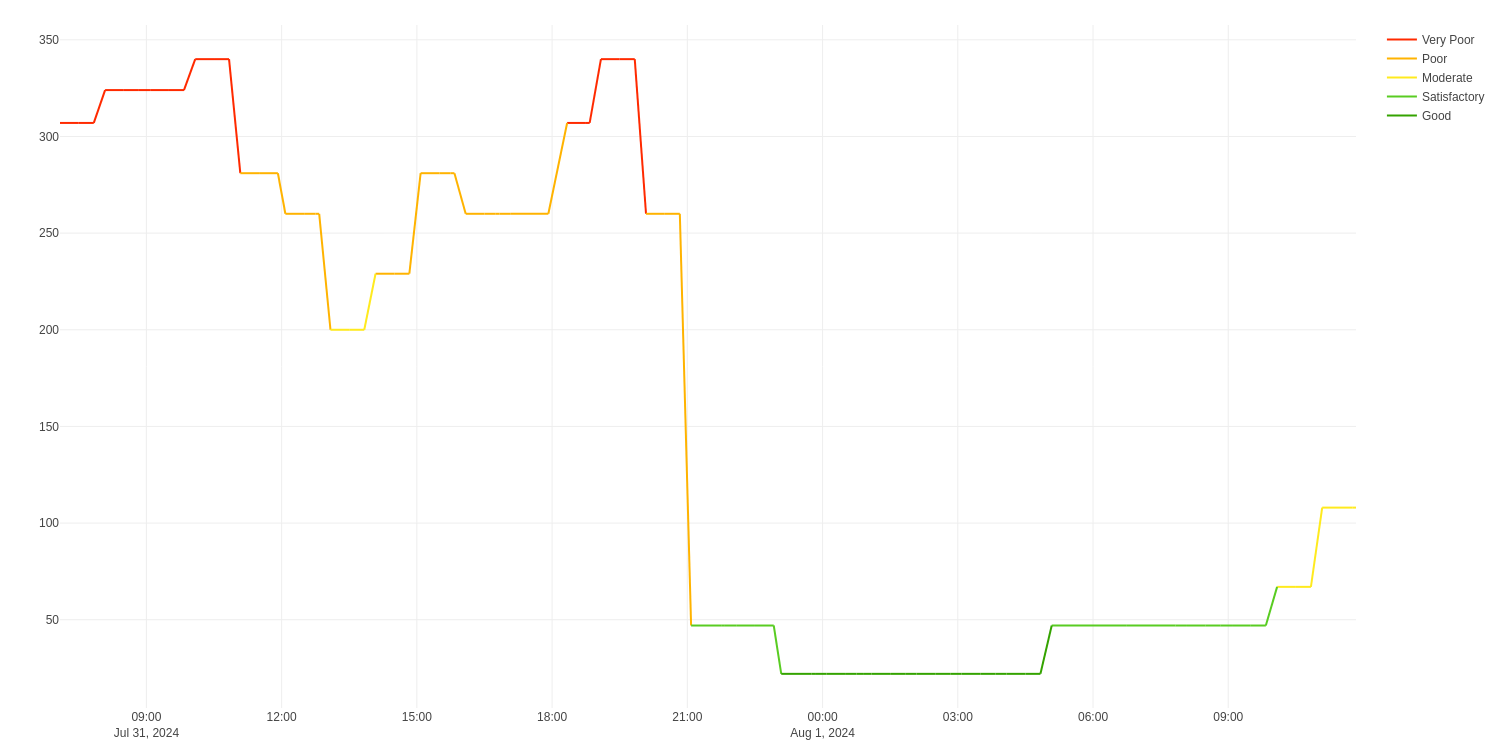 350
300
250
200
150
100
50
09:00
Jul 31, 2024
12:00
15:00
18:00
21:00
00:00
Aug 1, 2024
03:00
06:00
09:00
Very Poor
Poor
Moderate
Satisfactory
Good